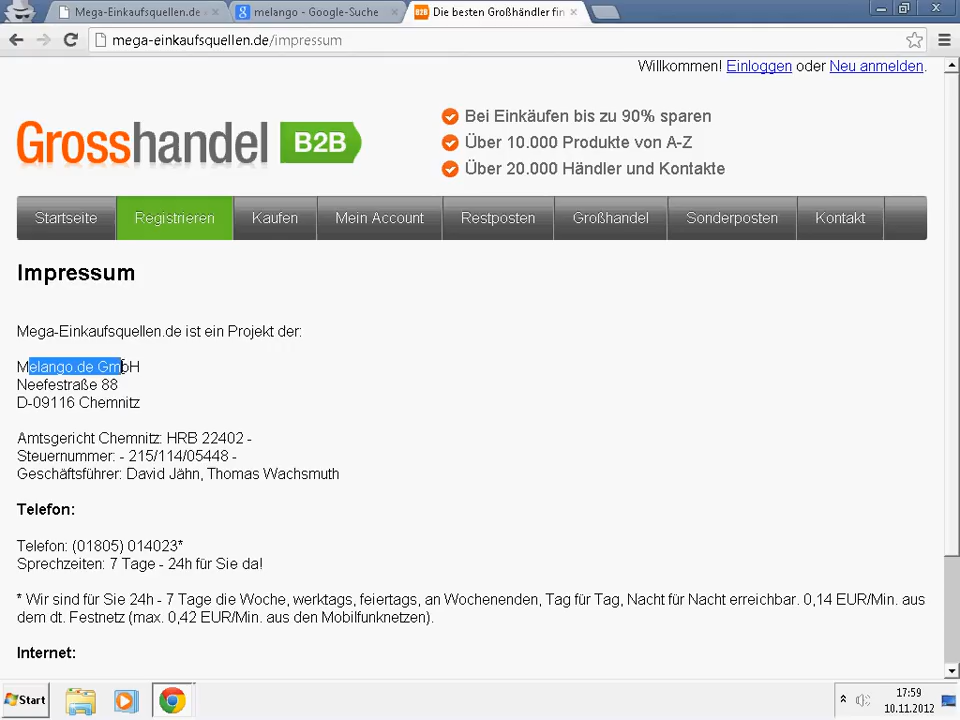 Mega-Einkaufsquellen.de
melango - Google-Suche
Die besten Großhändler fin
mega-einkaufsquellen.de/impressum
Willkommen! Einloggen oder Neu anmelden.
Grosshandel B2B
Bei Einkäufen bis zu 90% sparen
Über 10.000 Produkte von A-Z
Über 20.000 Händler und Kontakte
Startseite
Registrieren
Kaufen
Mein Account
Restposten
Großhandel
Sonderposten
Kontakt
Impressum
Mega-Einkaufsquellen.de ist ein Projekt der:
Melango.de GmbH
Neefestraße 88
D-09116 Chemnitz
Amtsgericht Chemnitz: HRB 22402 -
Steuernummer: - 215/114/05448 -
Geschäftsführer: David Jähn, Thomas Wachsmuth
Telefon:
Telefon: (01805) 014023*
Sprechzeiten: 7 Tage - 24h für Sie da!
* Wir sind für Sie 24h - 7 Tage die Woche, werktags, feiertags, an Wochenenden, Tag für Tag, Nacht für Nacht erreichbar. 0,14 EUR/Min. aus
dem dt. Festnetz (max. 0,42 EUR/Min. aus den Mobilfunknetzen).
Internet:
Start
17:59
10.11.2012